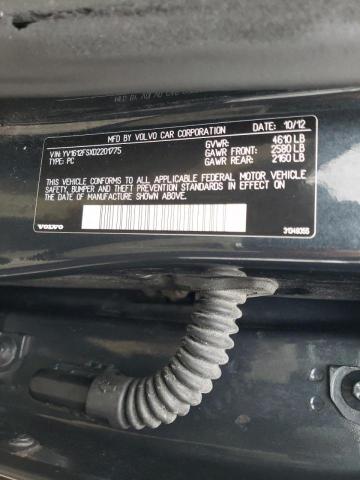 MFD BY VOLVO CAR CORPORATION DATE: 10/12
VIN: YV1612FSXD2201775 GVWR: 4610 LB
TYPE: PC GAWR FRONT: 2580 LB
GAWR REAR: 2160 LB
THIS VEHICLE CONFORMS TO ALL APPLICABLE FEDERAL MOTOR VEHICLE
SAFETY, BUMPER AND THEFT PREVENTION STANDARDS IN EFFECT ON
THE DATE OF MANUFACTURE SHOWN ABOVE.
VOLVO 31346355